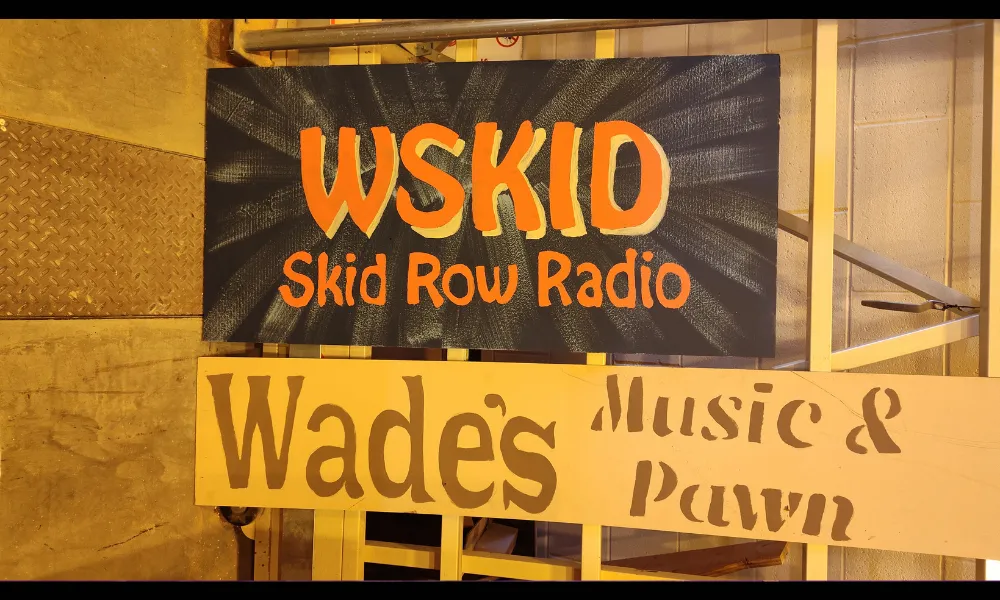 WSKID
Skid Row Radio
Wade's Music &
Pawn